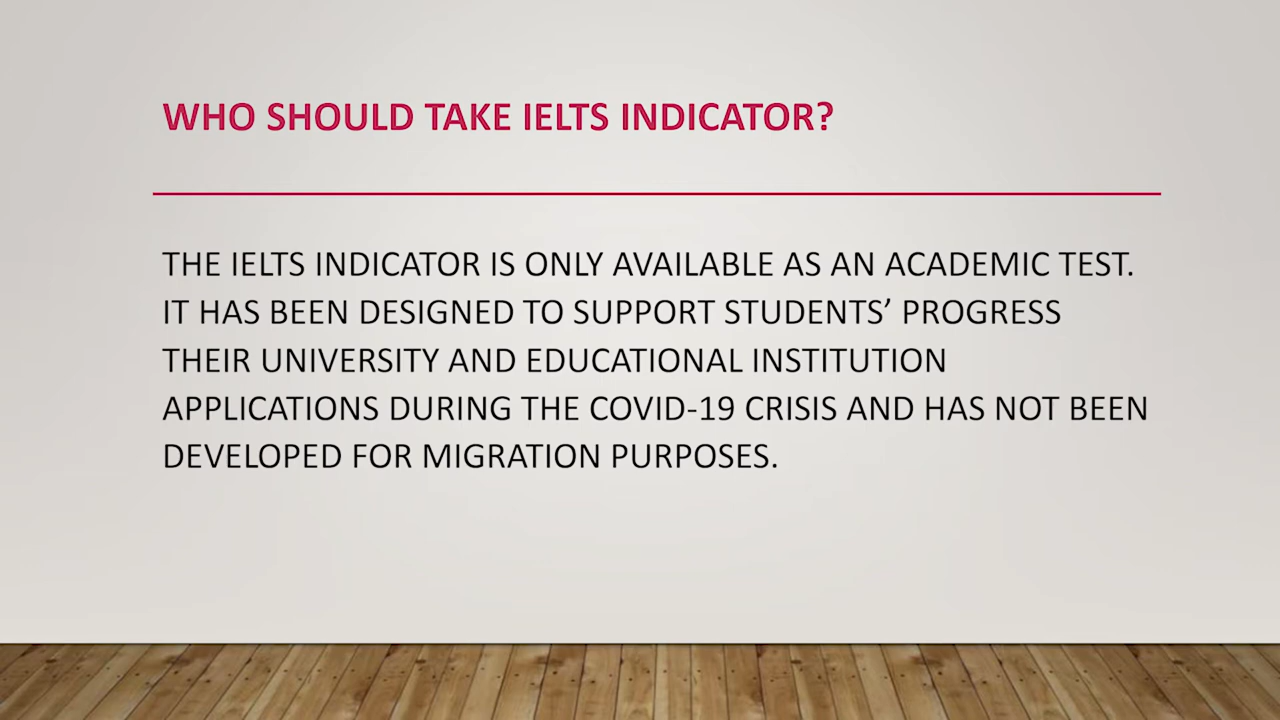 WHO SHOULD TAKE IELTS INDICATOR?
THE IELTS INDICATOR IS ONLY AVAILABLE AS AN ACADEMIC TEST.
IT HAS BEEN DESIGNED TO SUPPORT STUDENTS’ PROGRESS
THEIR UNIVERSITY AND EDUCATIONAL INSTITUTION
APPLICATIONS DURING THE COVID-19 CRISIS AND HAS NOT BEEN
DEVELOPED FOR MIGRATION PURPOSES.